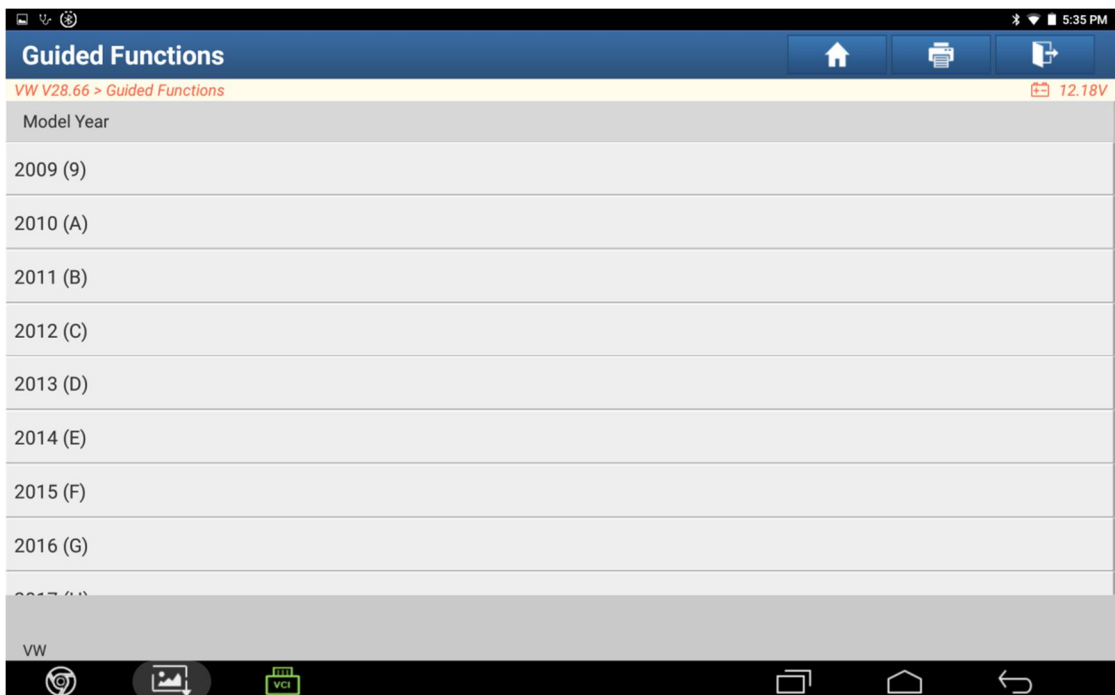 5:35 PM
Guided Functions
VW V28.66 > Guided Functions 12.18V
Model Year
2009 (9)
2010 (A)
2011 (B)
2012 (C)
2013 (D)
2014 (E)
2015 (F)
2016 (G)
VW
VCI